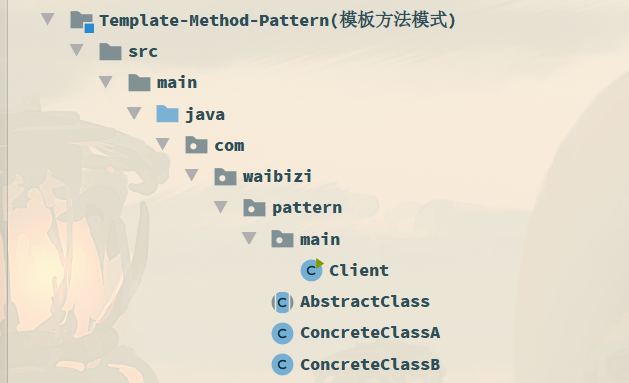 Template-Method-Pattern(模板方法模式)
src
main
java
com
waibizi
pattern
main
Client
AbstractClass
ConcreteClassA
ConcreteClassB